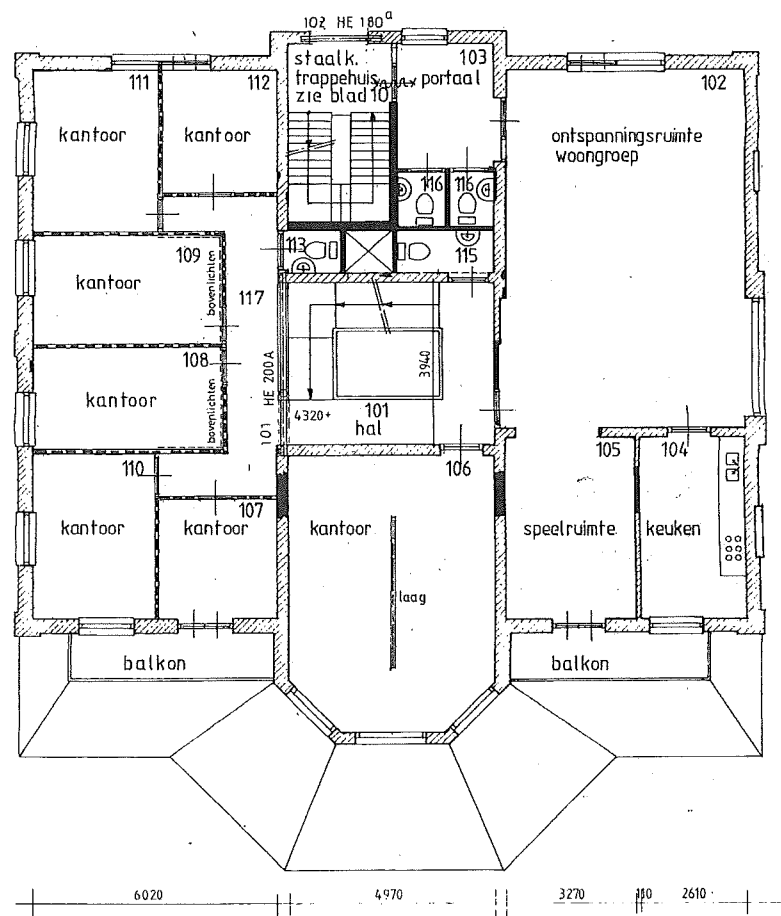 102 HE 180ᵃ
111
112
staalk.
trappehuis
zie blad 10
103
portaal
102
kantoor
kantoor
ontspanningsruimte
woongroep
116
116
109
kantoor
bovenlichten
117
113
115
108
kantoor
bovenlichten
101 HE 200A
3940
4320+
101
hal
110
107
106
105
104
kantoor
kantoor
kantoor
speelruimte
keuken
laag
balkon
balkon
6020
4970
3270
110
2610